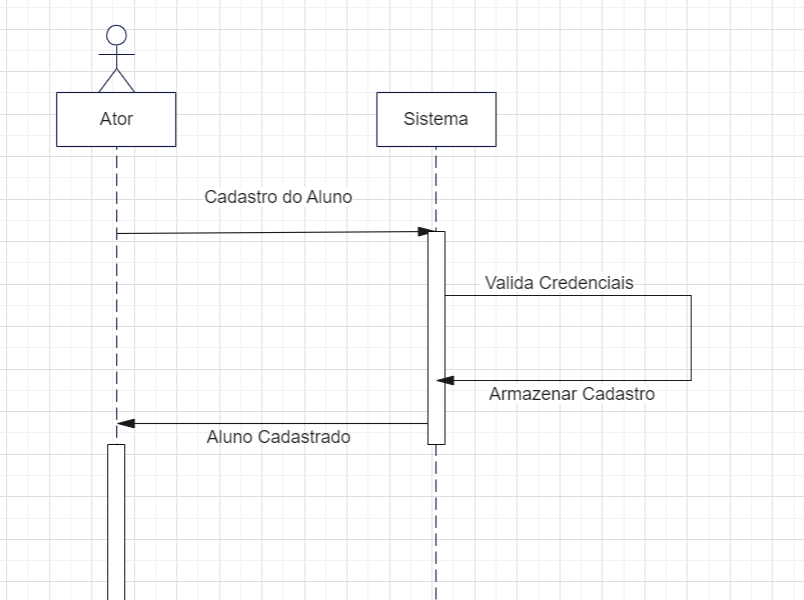 Ator
Sistema
Cadastro do Aluno
Valida Credenciais
Armazenar Cadastro
Aluno Cadastrado